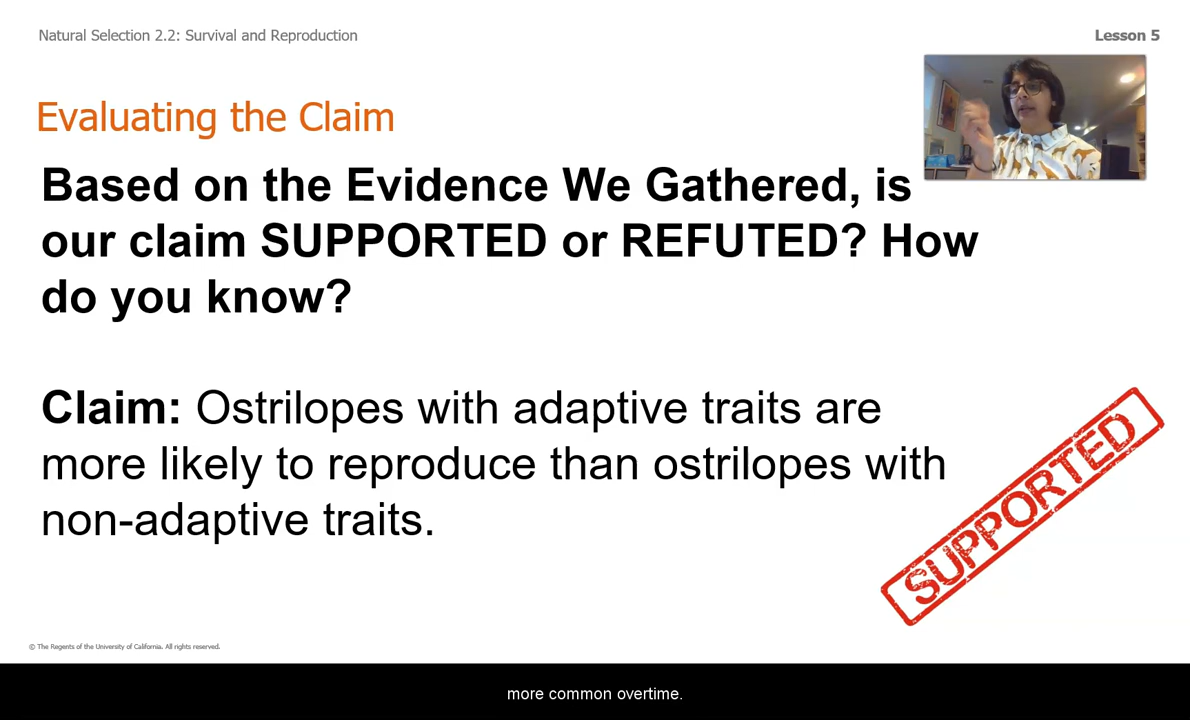 Natural Selection 2.2: Survival and Reproduction
Lesson 5
Evaluating the Claim
Based on the Evidence We Gathered, is
our claim SUPPORTED or REFUTED? How
do you know?
Claim: Ostrilopes with adaptive traits are
more likely to reproduce than ostrilopes with
non-adaptive traits.
SUPPORTED
© The Regents of the University of California. All rights reserved.
more common overtime.